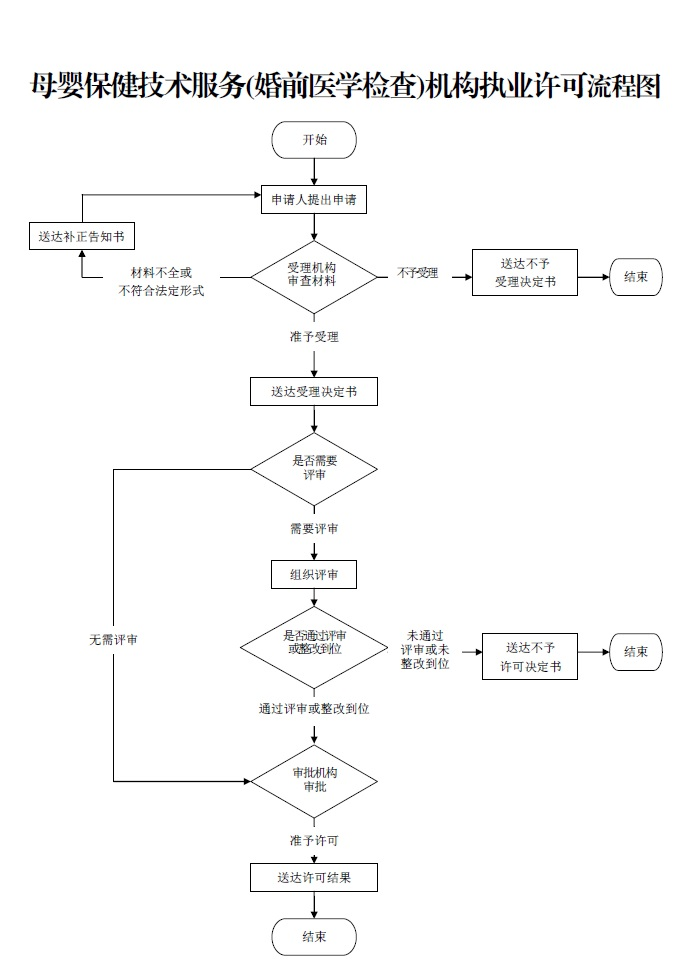 母婴保健技术服务(婚前医学检查)机构执业许可流程图
开始
申请人提出申请
送达补正告知书
材料不全或
不符合法定形式
受理机构
审查材料
不予受理
送达不予
受理决定书
结束
准予受理
送达受理决定书
是否需要
评审
需要评审
组织评审
无需评审
是否通过评审
或整改到位
未通过
评审或未
整改到位
送达不予
许可决定书
结束
通过评审或整改到位
审批机构
审批
准予许可
送达许可结果
结束